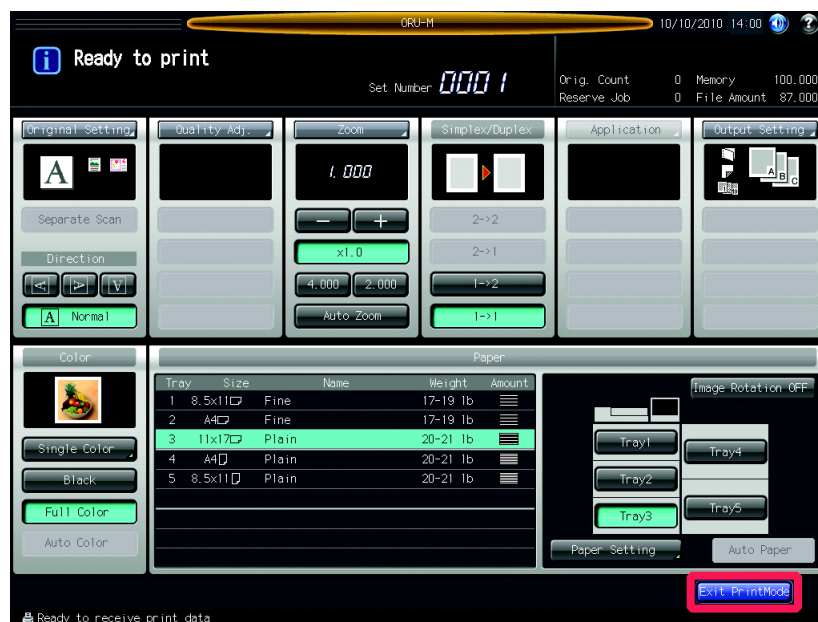 ORU-M
10/10/2010 14:00
Ready to print
Set Number 0001
Orig. Count 0 Memory 100.000
Reserve Job 0 File Amount 87.000
Original Setting Quality Adj. Zoom Simplex/Duplex Application Output Setting
A 1.000 A B C
Separate Scan − + 2->2
Direction x1.0 2->1
A A A 4.000 2.000 1->2
A Normal Auto Zoom 1->1
Color Paper
Tray Size Name Weight Amount Image Rotation OFF
1 8.5x11 Fine 17-19 lb
2 A4 Fine 17-19 lb
3 11x17 Plain 20-21 lb
4 A4 Plain 20-21 lb
5 8.5x11 Plain 20-21 lb
Single Color
Black
Full Color
Auto Color
Tray1 Tray4
Tray2
Tray3 Tray5
Paper Setting Auto Paper
Exit PrintMode
Ready to receive print data